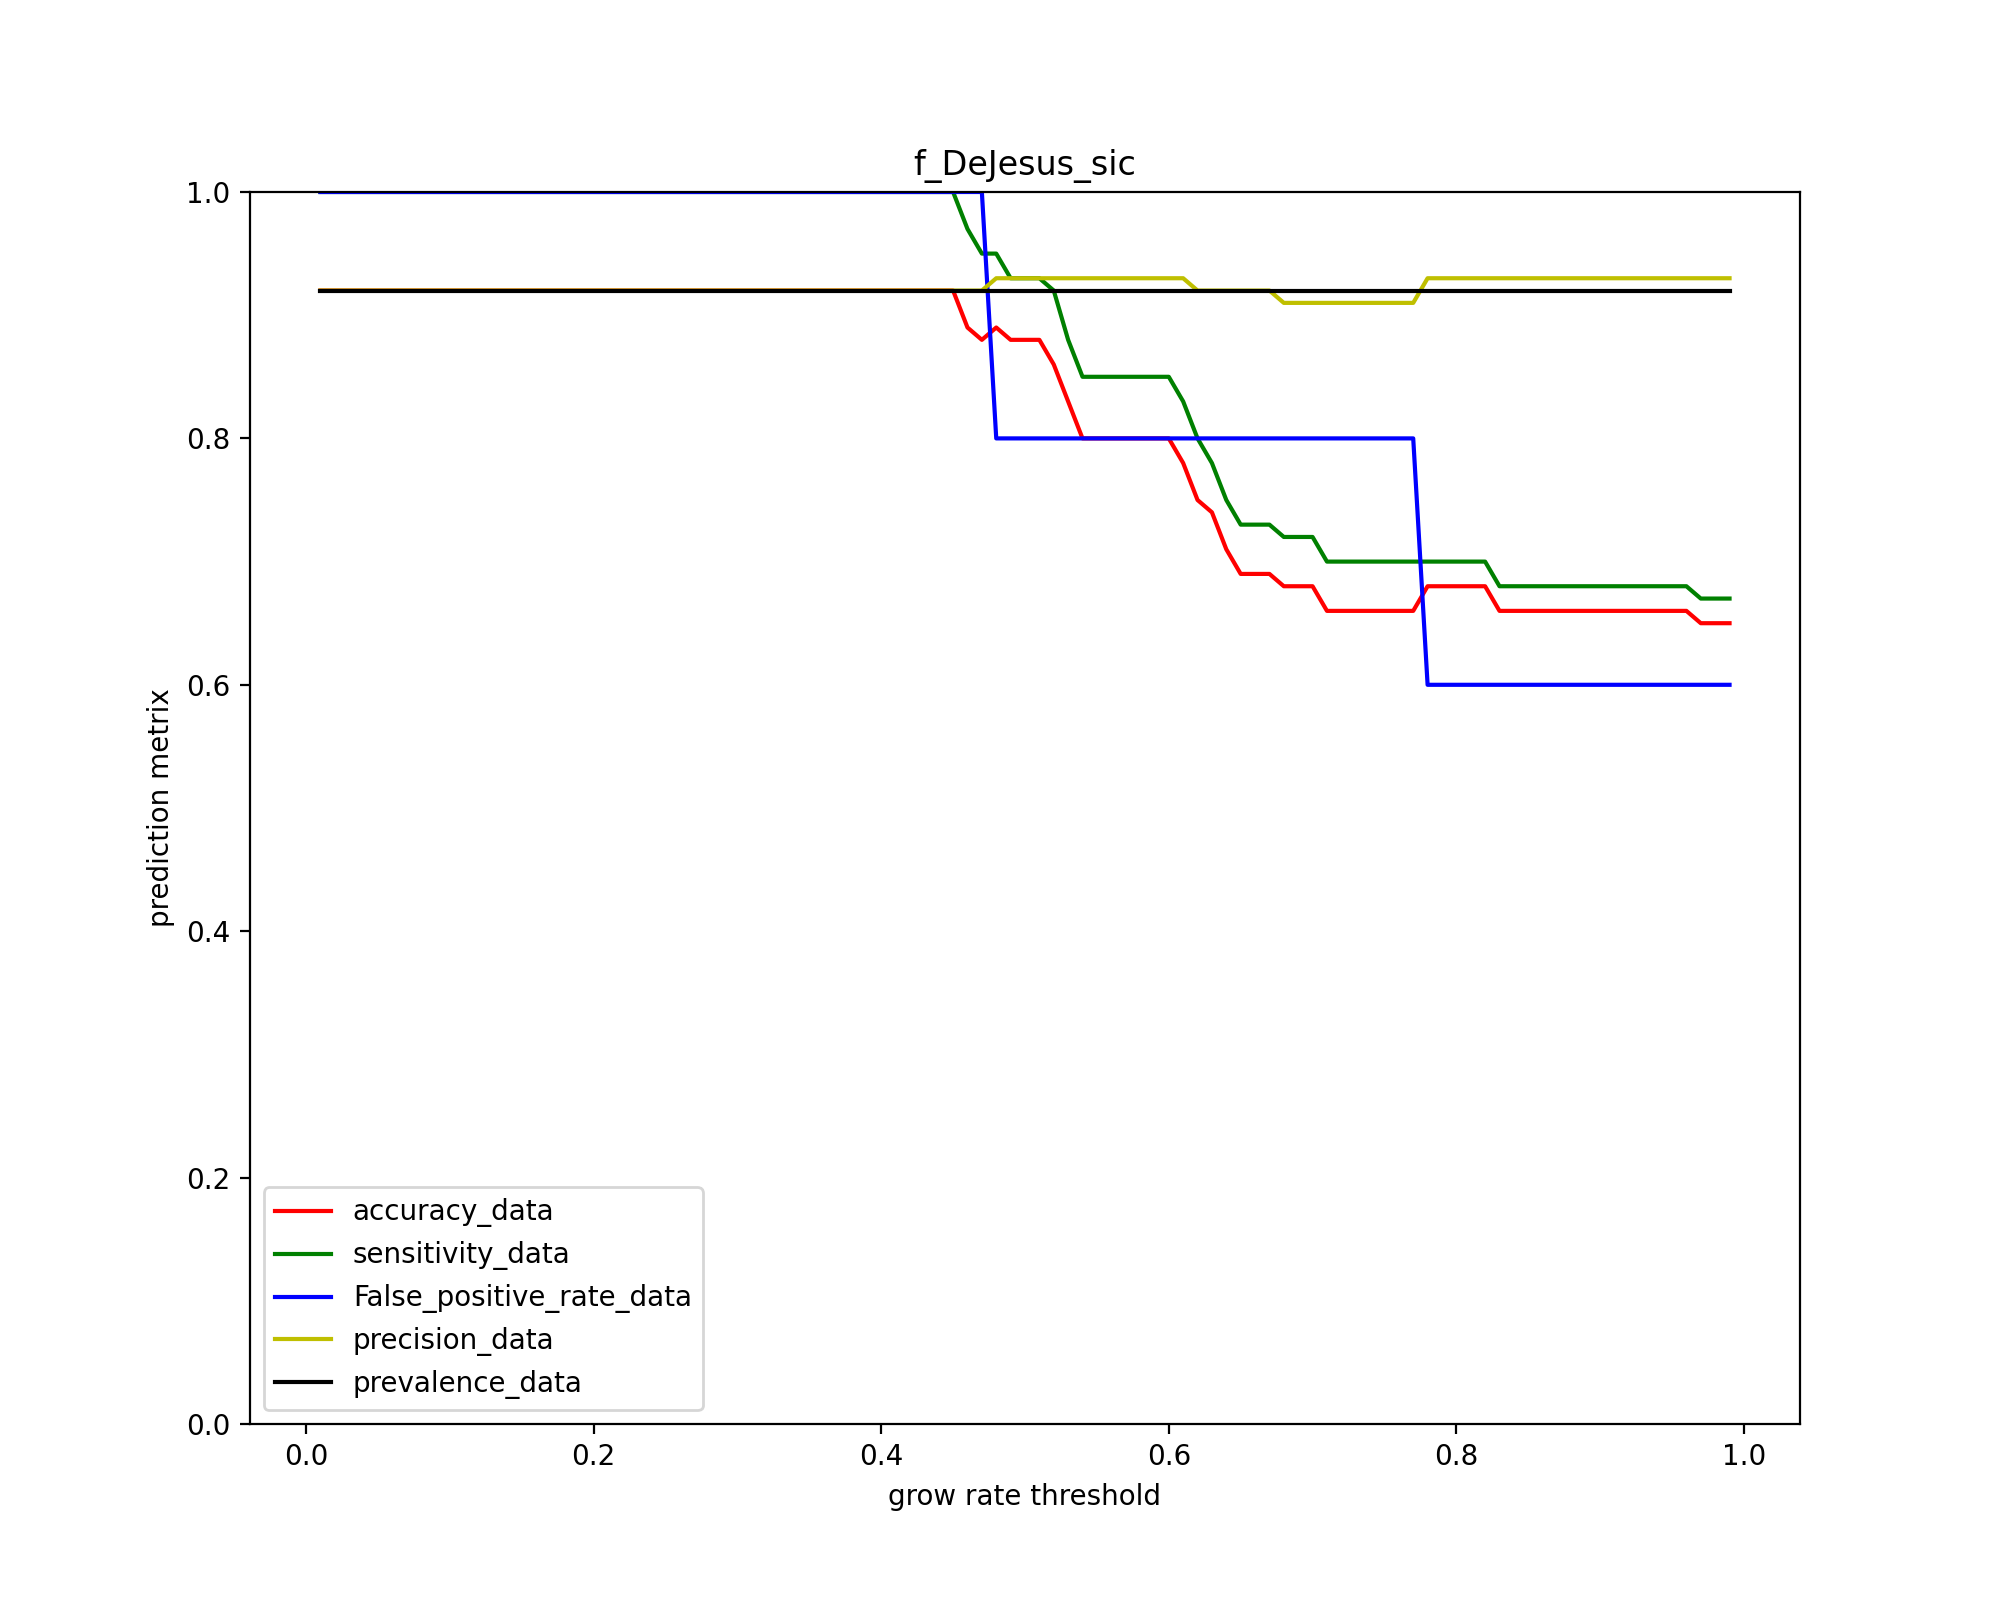 f_DeJesus_sic
1.0
0.8
0.6
0.4
0.2
0.0
prediction metrix
accuracy_data
sensitivity_data
False_positive_rate_data
precision_data
prevalence_data
0.0 0.2 0.4 0.6 0.8 1.0
grow rate threshold